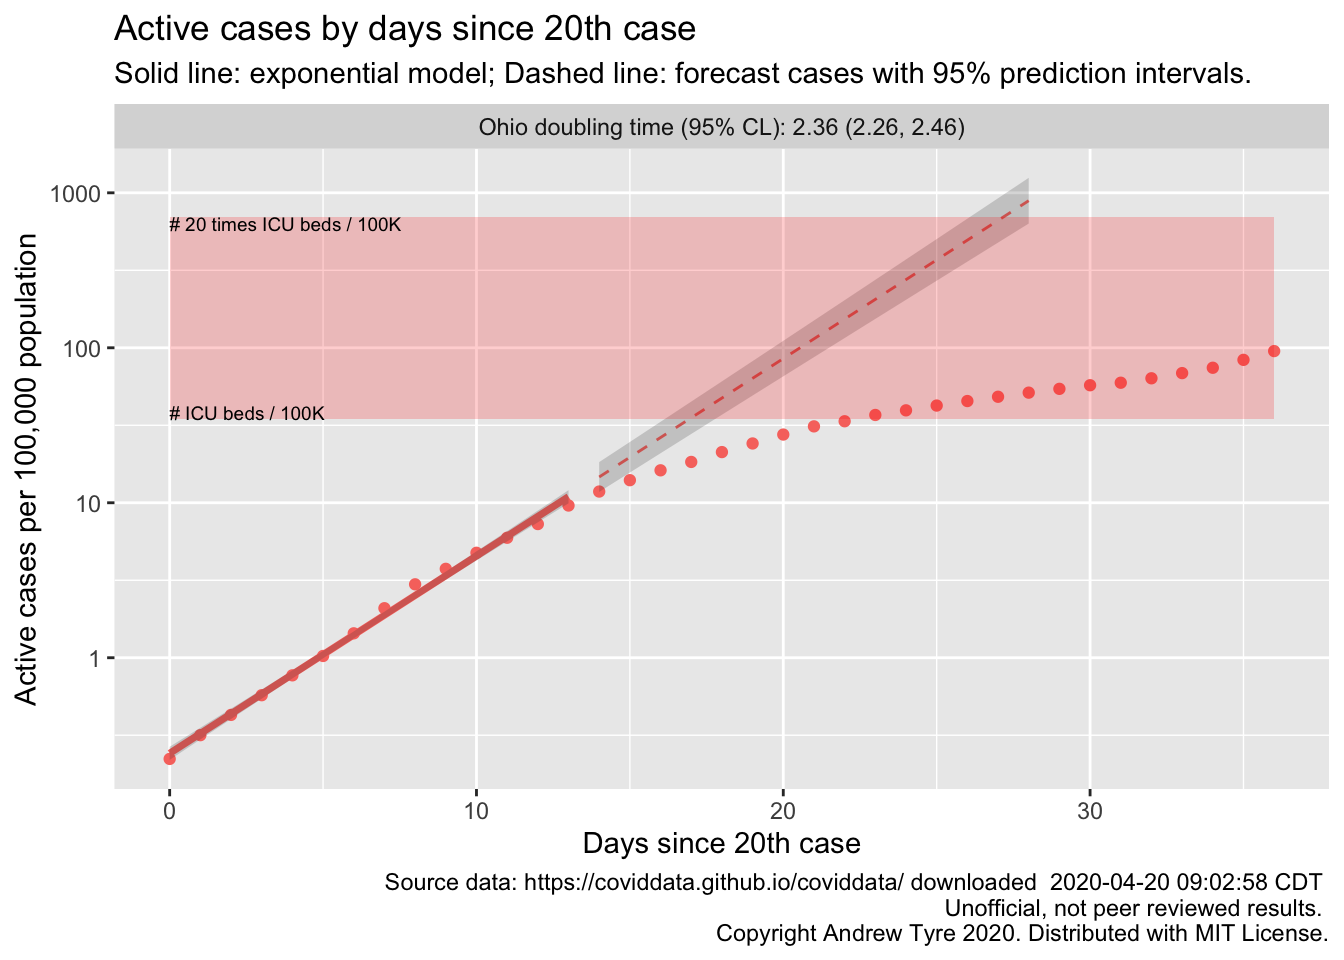 Active cases by days since 20th case
Solid line: exponential model; Dashed line: forecast cases with 95% prediction intervals.
Ohio doubling time (95% CL): 2.36 (2.26, 2.46)
Active cases per 100,000 population
1000
100
10
1
# 20 times ICU beds / 100K
# ICU beds / 100K
0 10 20 30
Days since 20th case
Source data: https://coviddata.github.io/coviddata/ downloaded  2020-04-20 09:02:58 CDT
Unofficial, not peer reviewed results.
Copyright Andrew Tyre 2020. Distributed with MIT License.